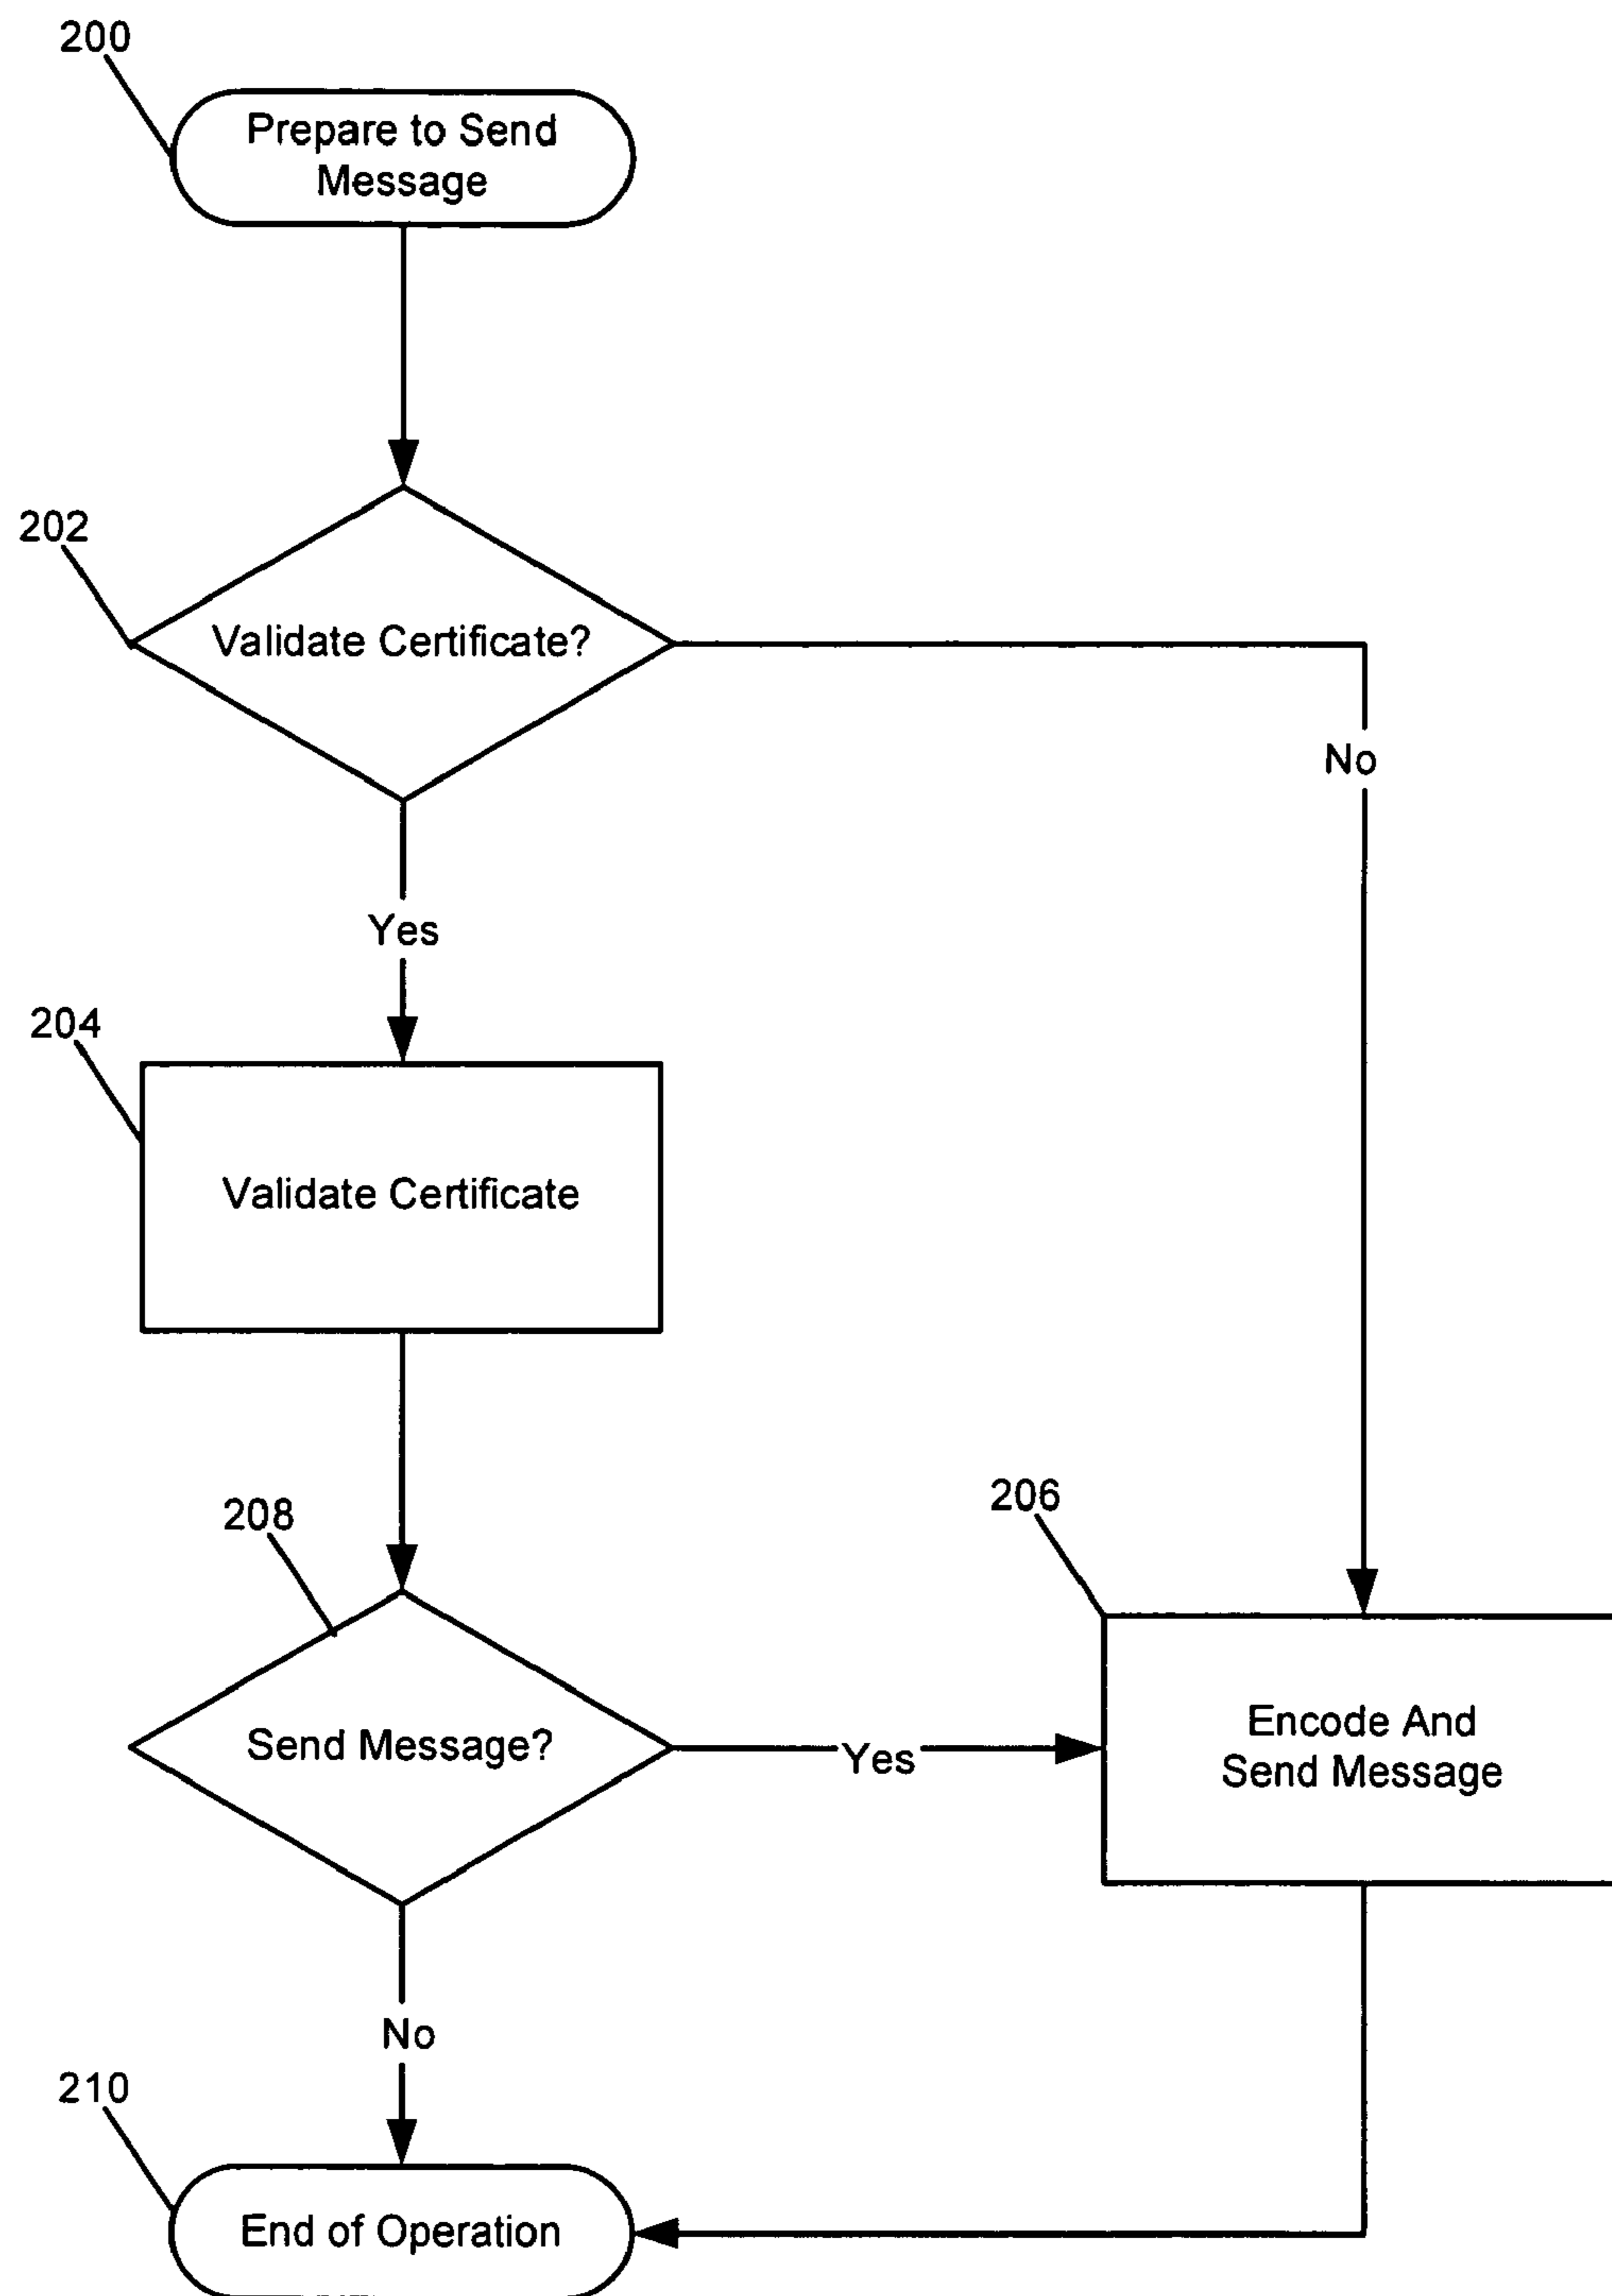 200
Prepare to Send
Message
202
Validate Certificate?
No
Yes
204
Validate Certificate
208
206
Send Message?
Yes
Encode And
Send Message
No
210
End of Operation